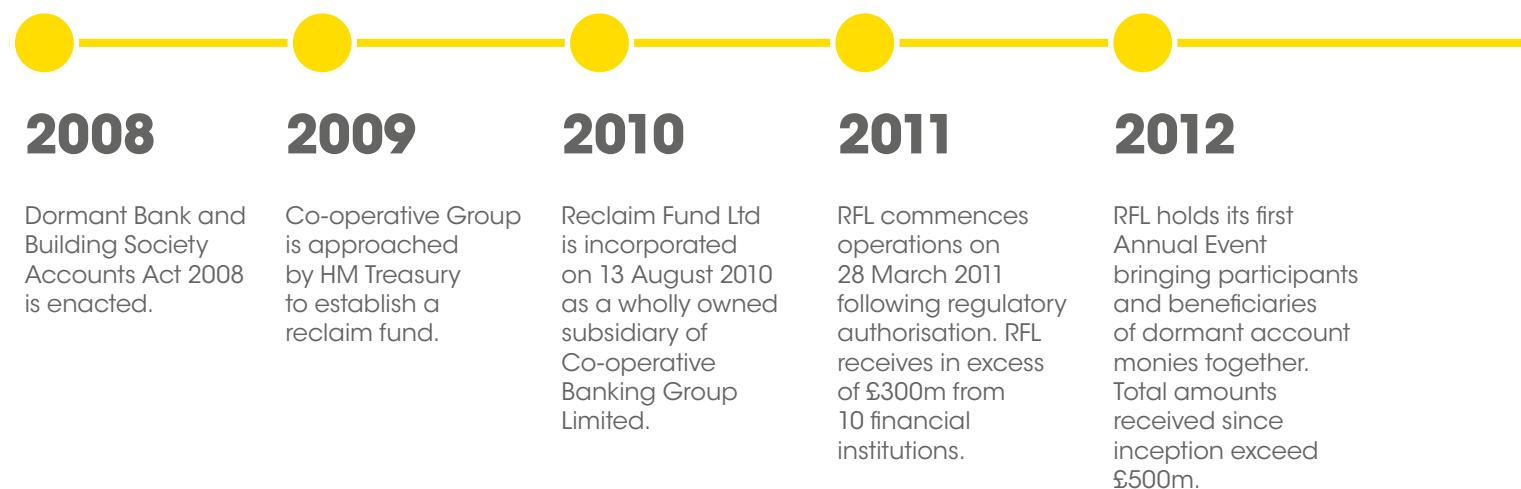 2008
Dormant Bank and
Building Society
Accounts Act 2008
is enacted.
2009
Co-operative Group
is approached
by HM Treasury
to establish a
reclaim fund.
2010
Reclaim Fund Ltd
is incorporated
on 13 August 2010
as a wholly owned
subsidiary of
Co-operative
Banking Group
Limited.
2011
RFL commences
operations on
28 March 2011
following regulatory
authorisation. RFL
receives in excess
of £300m from
10 financial
institutions.
2012
RFL holds its first
Annual Event
bringing participants
and beneficiaries
of dormant account
monies together.
Total amounts
received since
inception exceed
£500m.